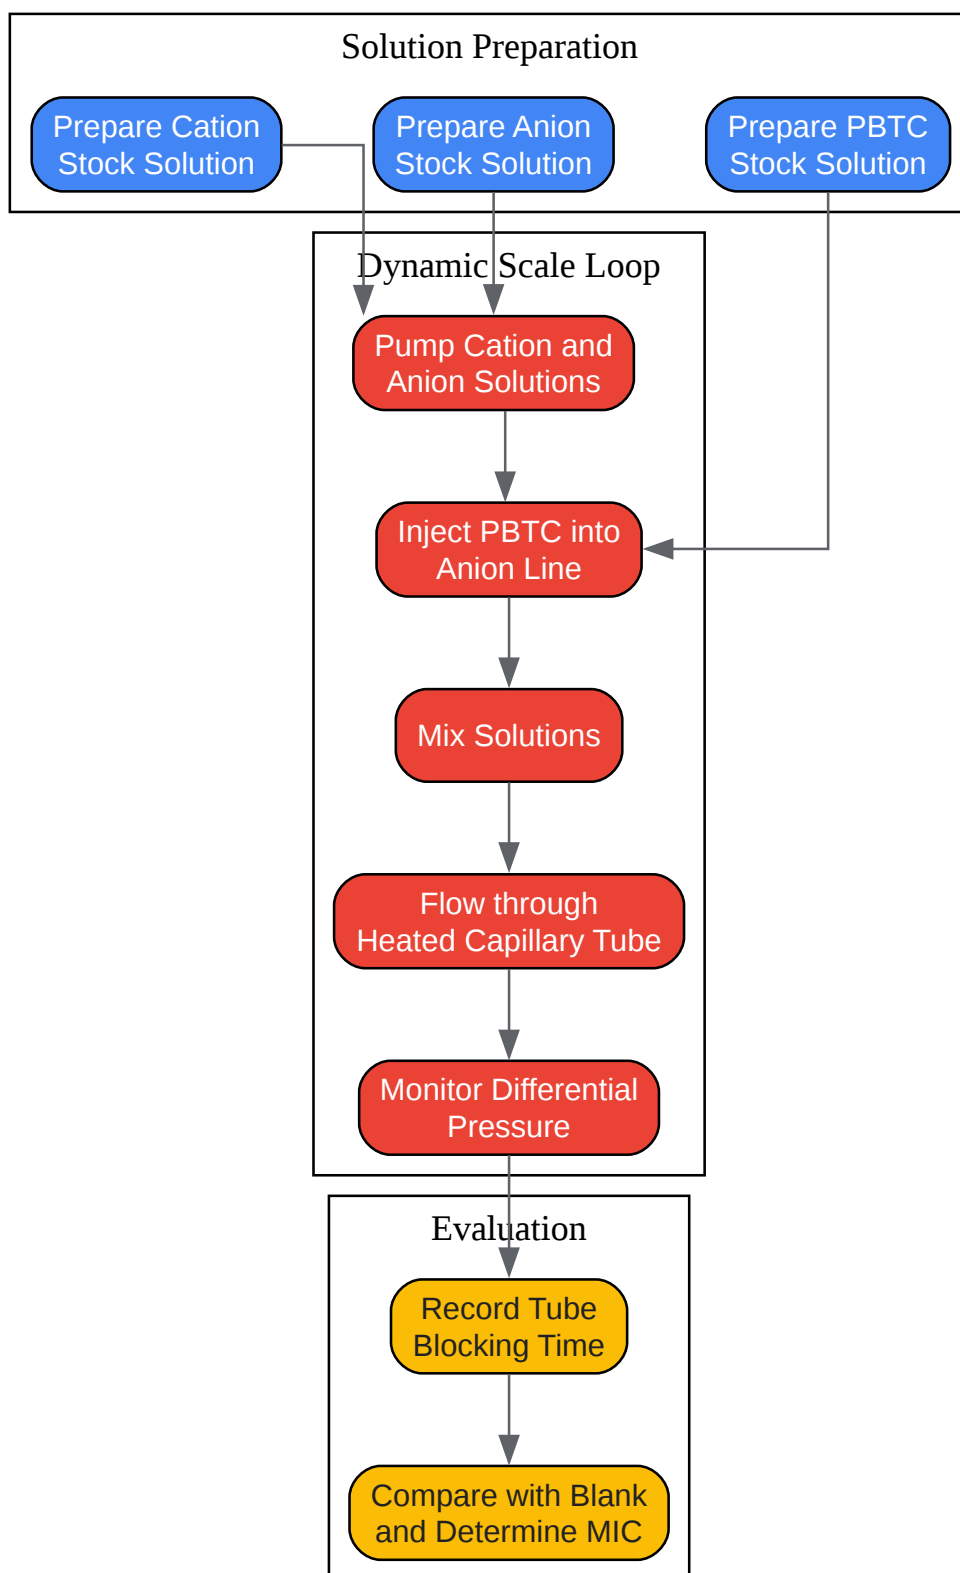 Solution Preparation
Prepare Cation
Stock Solution
Prepare Anion
Stock Solution
Prepare PBTC
Stock Solution
Dynamic Scale Loop
Pump Cation and
Anion Solutions
Inject PBTC into
Anion Line
Mix Solutions
Flow through
Heated Capillary Tube
Monitor Differential
Pressure
Evaluation
Record Tube
Blocking Time
Compare with Blank
and Determine MIC